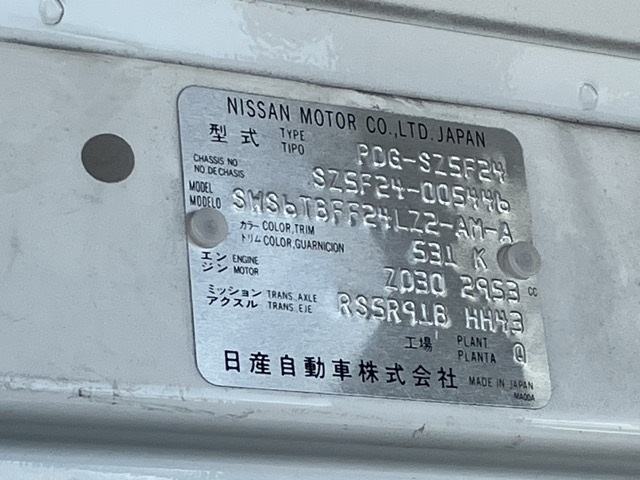 NISSAN MOTOR CO.,LTD.JAPAN
型式 TYPE TIPO PDG-SZ5F24
CHASSIS NO NO.DE CHASIS SZ5F24-005446
MODEL MODELO SWS6TBFF24LZ2-AM-A
カラー COLOR,TRIM トリム COLOR,GUARNICION 531 K
エンジン ENGINE MOTOR ZD30 2953 CC
ミッション アクスル TRANS.AXLE TRANS.EJE RS5R91B HH43
工場 PLANT PLANTA Q
日産自動車株式会社 MADE IN JAPAN
MA00A